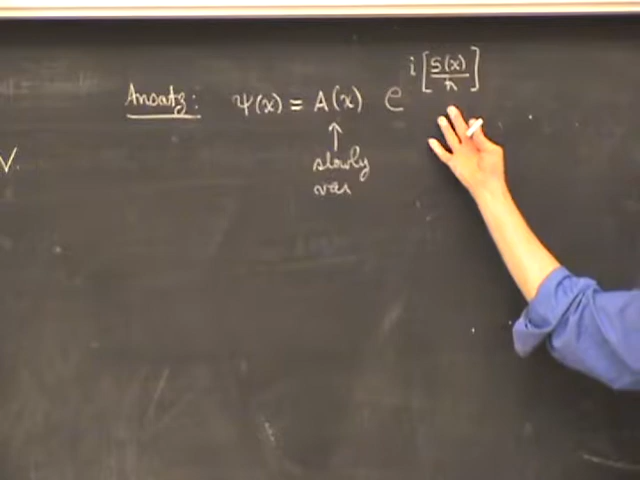 Ansatz: ψ(x) = A(x) e^{i[S(x)/ℏ]}
↑
slowly
var
V